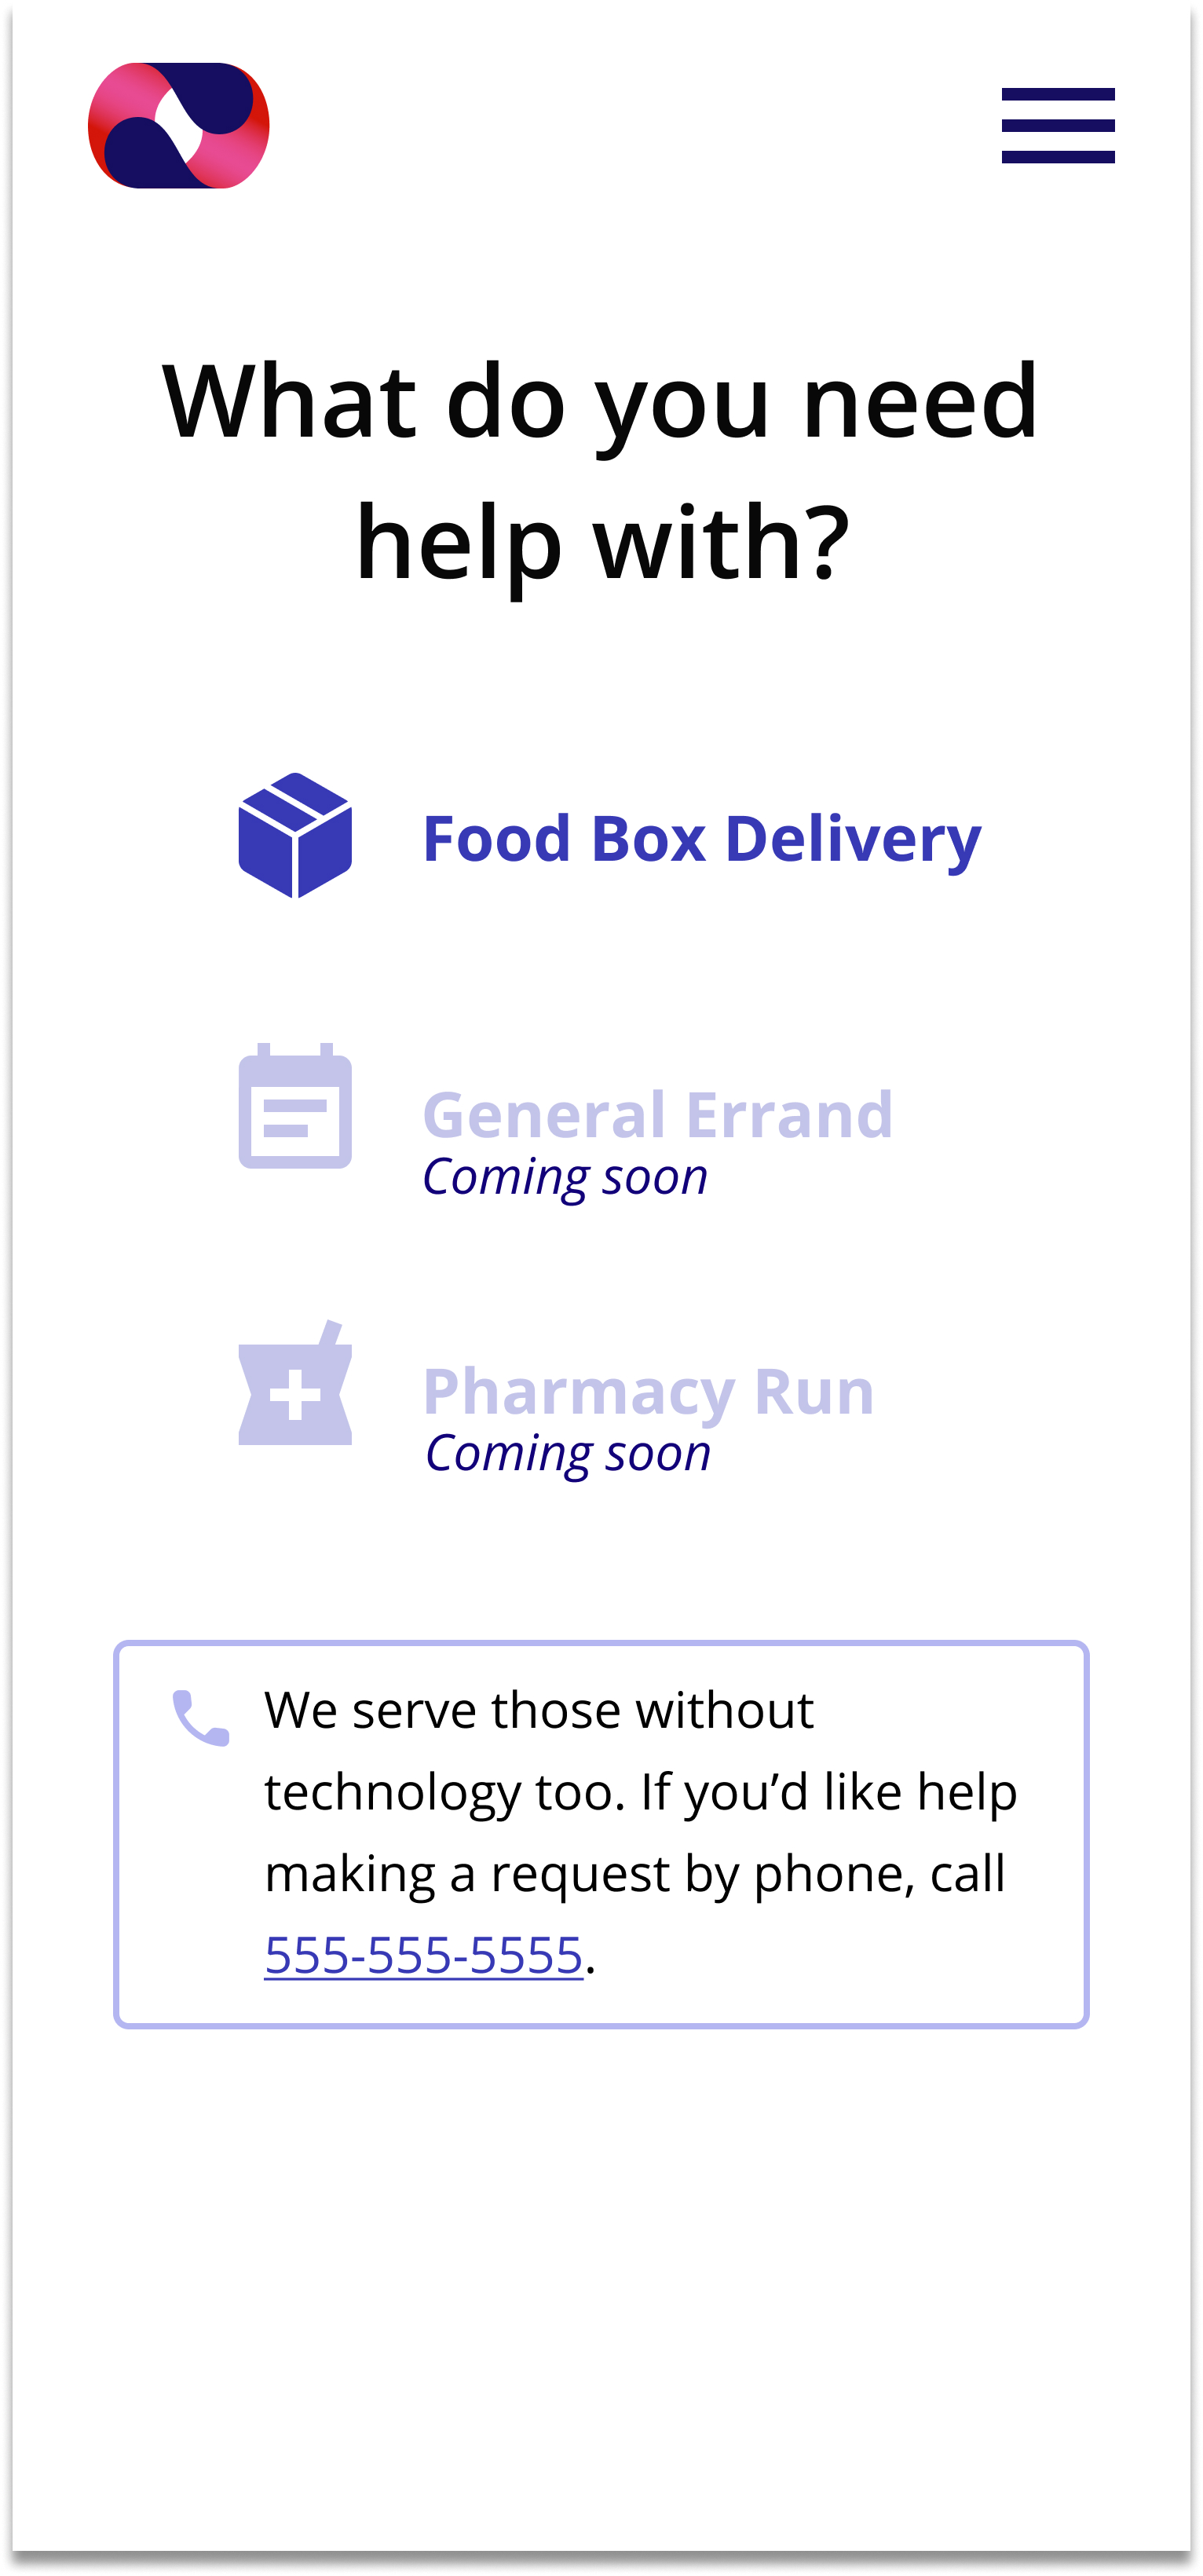 What do you need
help with?
Food Box Delivery
General Errand
Coming soon
Pharmacy Run
Coming soon
We serve those without
technology too. If you’d like help
making a request by phone, call
555-555-5555.